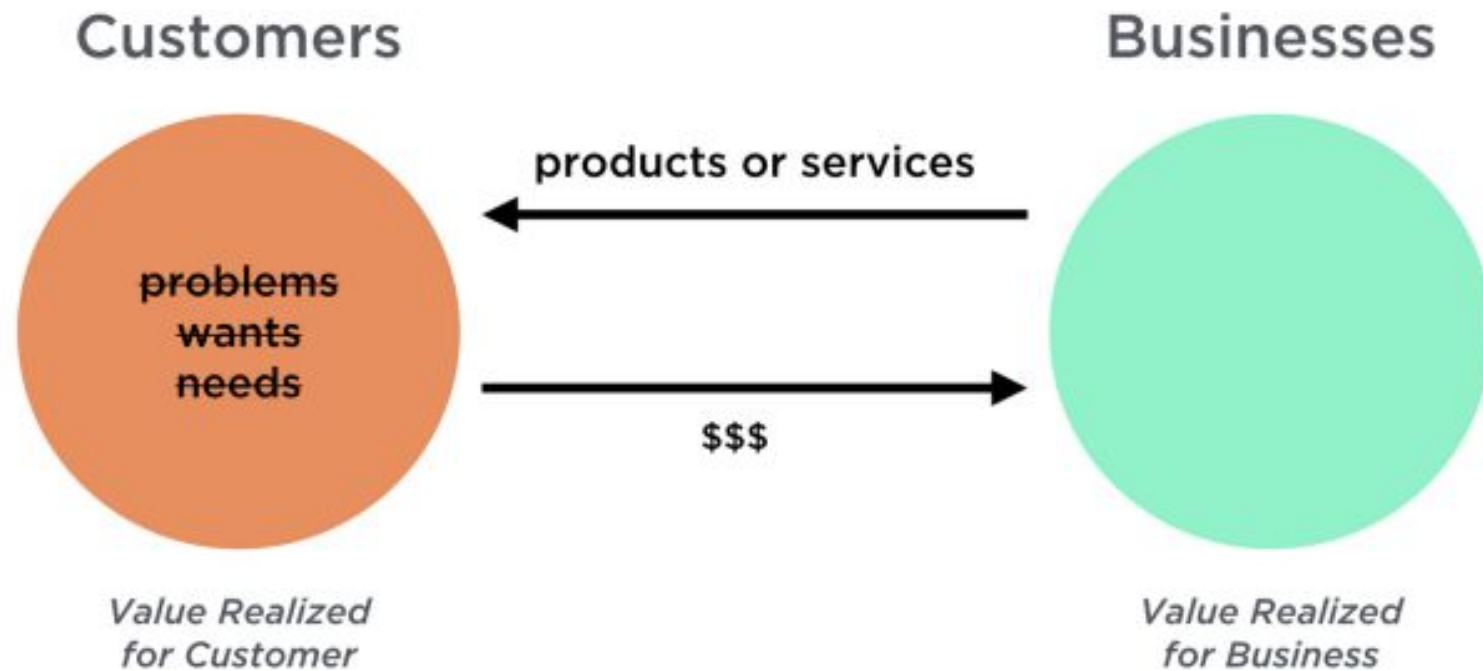 Customers
Businesses
products or services
problems
wants
needs
$$$
Value Realized
for Customer
Value Realized
for Business